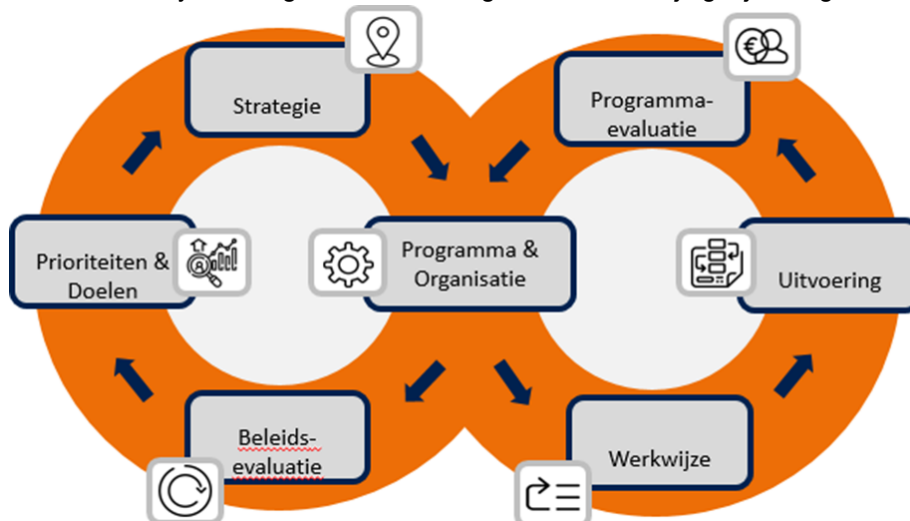 Strategie
Programma-
evaluatie
Prioriteiten &
Doelen
Programma &
Organisatie
Uitvoering
Beleids-
evaluatie
Werkwijze